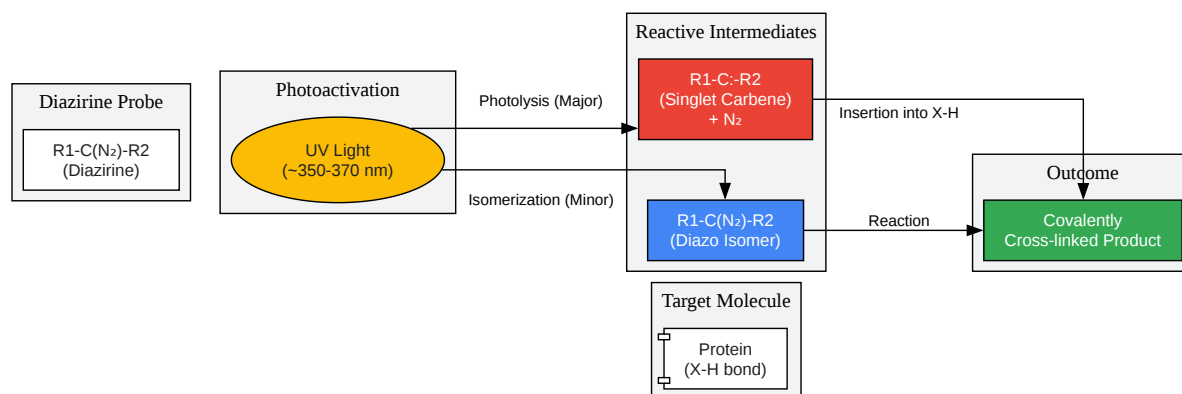 Diazirine Probe
R1-C(N₂)-R2
(Diazirine)
Photoactivation
UV Light
(~350-370 nm)
Photolysis (Major)
Isomerization (Minor)
Reactive Intermediates
R1-C:-R2
(Singlet Carbene)
+ N₂
R1-C(N₂)-R2
(Diazo Isomer)
Insertion into X-H
Reaction
Outcome
Covalently
Cross-linked Product
Target Molecule
Protein
(X-H bond)